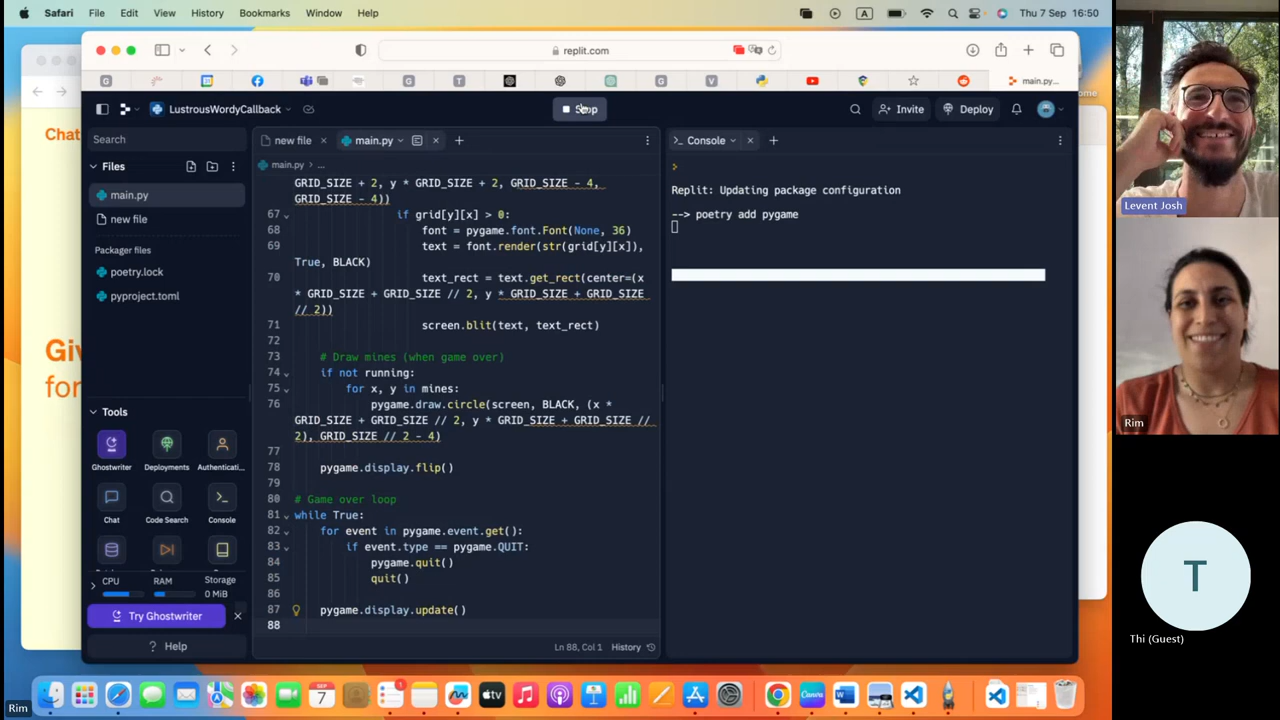 Safari File Edit View History Bookmarks Window Help
A
Thu 7 Sep 16:50
replit.com
main.py...
LustrousWordyCallback
Stop
Invite
Deploy
Search
Files
main.py
new file
Packager files
poetry.lock
pyproject.toml
Tools
Ghostwriter
Deployments
Authenticati...
Chat
Code Search
Console
CPU
RAM
Storage
0 MiB
Try Ghostwriter
Help
new file
main.py
main.py > ...
GRID_SIZE + 2, y * GRID_SIZE + 2, GRID_SIZE - 4,
GRID_SIZE - 4))
67 if grid[y][x] > 0:
68 font = pygame.font.Font(None, 36)
69 text = font.render(str(grid[y][x]),
True, BLACK)
70 text_rect = text.get_rect(center=(x
* GRID_SIZE + GRID_SIZE // 2, y * GRID_SIZE + GRID_SIZE
// 2))
71 screen.blit(text, text_rect)
72
73 # Draw mines (when game over)
74 if not running:
75 for x, y in mines:
76 pygame.draw.circle(screen, BLACK, (x *
GRID_SIZE + GRID_SIZE // 2, y * GRID_SIZE + GRID_SIZE //
2), GRID_SIZE // 2 - 4)
77
78 pygame.display.flip()
79
80 # Game over loop
81 while True:
82 for event in pygame.event.get():
83 if event.type == pygame.QUIT:
84 pygame.quit()
85 quit()
86
87 pygame.display.update()
88
Ln 88, Col 1
History
Console
>
Replit: Updating package configuration
--> poetry add pygame
Chat
Giv
for
ome.
Levent Josh
Rim
T
Thi (Guest)
Rim